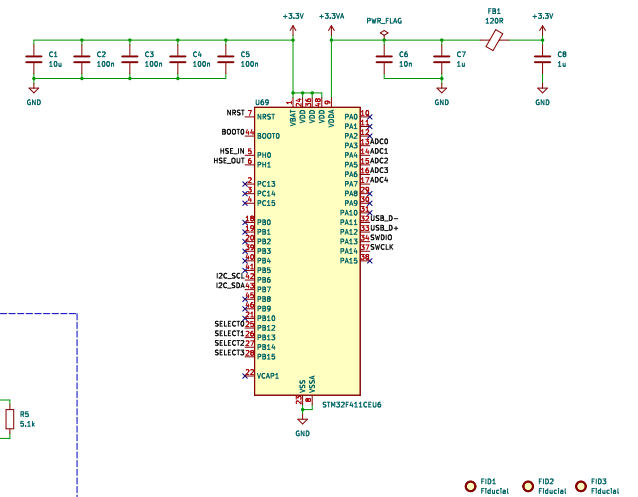 +3.3V
+3.3VA
PWR_FLAG
FB1
120R
+3.3V
C1
10u
C2
100n
C3
100n
C4
100n
C5
100n
C6
10n
C7
1u
C8
1u
GND
GND
GND
U69
1 24 36 48 9
VBAT VDD VDD VDD VDDA
NRST 7 NRST
BOOT0 44 BOOT0
HSE_IN 5 PH0
HSE_OUT 6 PH1
2 PC13
3 PC14
4 PC15
18 PB0
19 PB1
20 PB2
39 PB3
40 PB4
41 PB5
I2C_SCL 42 PB6
I2C_SDA 43 PB7
45 PB8
46 PB9
21 PB10
SELECT0 25 PB12
SELECT1 26 PB13
SELECT2 27 PB14
SELECT3 28 PB15
22 VCAP1
PA0 10
PA1 11
PA2 12
PA3 13 ADC0
PA4 14 ADC1
PA5 15 ADC2
PA6 16 ADC3
PA7 17 ADC4
PA8 29
PA9 30
PA10 31
PA11 32 USB_D-
PA12 33 USB_D+
PA13 34 SWDIO
PA14 37 SWCLK
PA15 38
VSS VSSA
23 8
STM32F411CEU6
GND
R5
5.1k
FID1
Fiducial
FID2
Fiducial
FID3
Fiducial